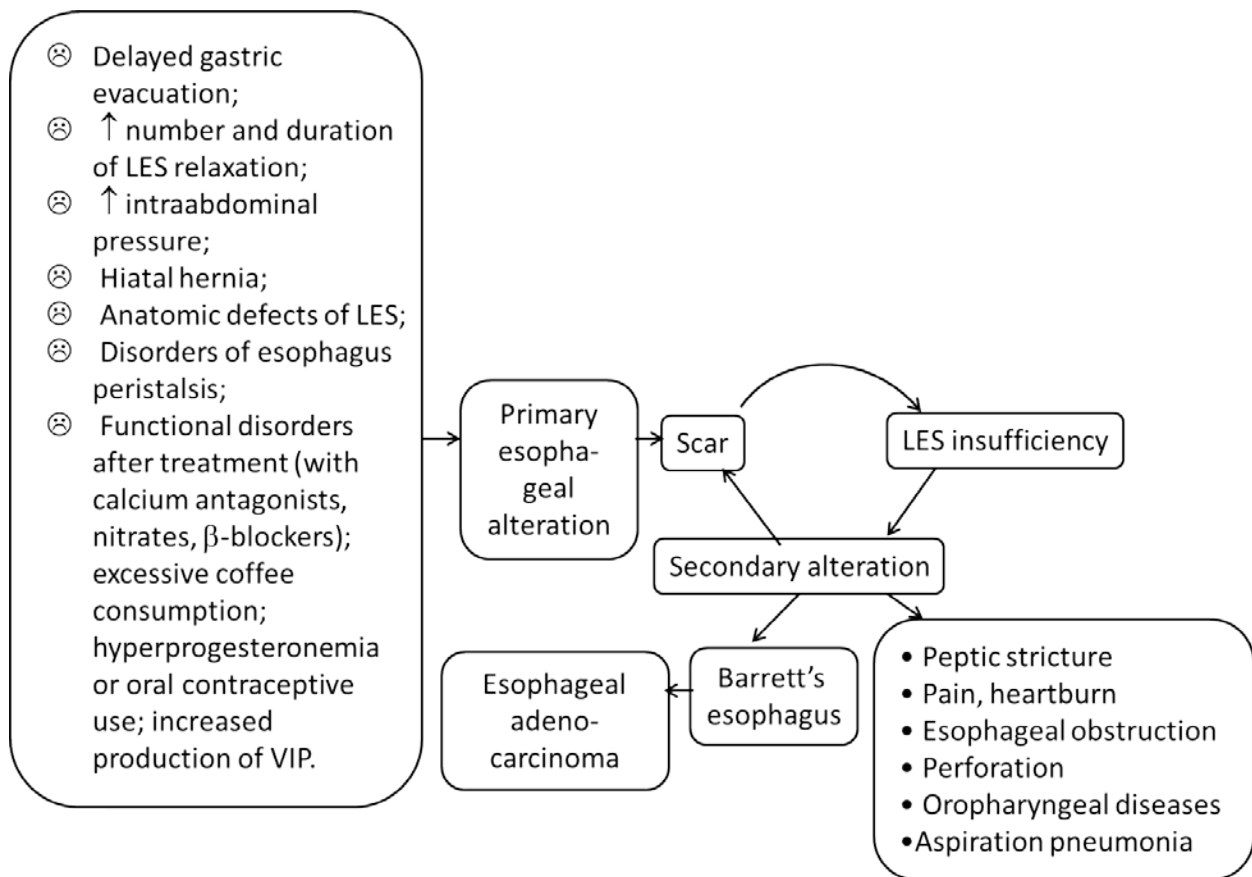 ☹ Delayed gastric
evacuation;
☹ ↑ number and duration
of LES relaxation;
☹ ↑ intraabdominal
pressure;
☹ Hiatal hernia;
☹ Anatomic defects of LES;
☹ Disorders of esophagus
peristalsis;
☹ Functional disorders
after treatment (with
calcium antagonists,
nitrates, β-blockers);
excessive coffee
consumption;
hyperprogesteronemia
or oral contraceptive
use; increased
production of VIP.
Primary
esopha-
geal
alteration
Scar
LES insufficiency
Secondary alteration
Barrett’s
esophagus
Esophageal
adeno-
carcinoma
• Peptic stricture
• Pain, heartburn
• Esophageal obstruction
• Perforation
• Oropharyngeal diseases
•Aspiration pneumonia